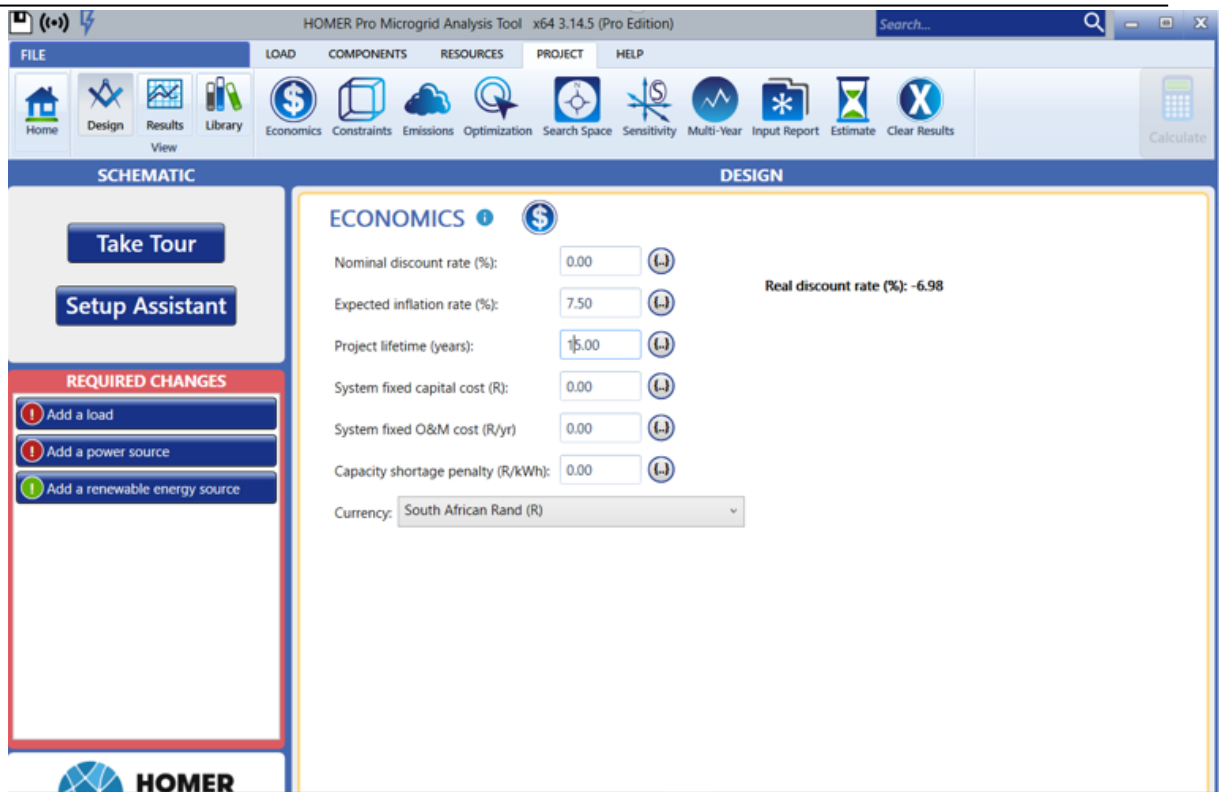 HOMER Pro Microgrid Analysis Tool x64 3.14.5 (Pro Edition)
Search...
FILE
LOAD COMPONENTS RESOURCES PROJECT HELP
Home Design Results Library Economics Constraints Emissions Optimization Search Space Sensitivity Multi-Year Input Report Estimate Clear Results Calculate
View
SCHEMATIC
Take Tour
Setup Assistant
REQUIRED CHANGES
Add a load
Add a power source
Add a renewable energy source
HOMER
DESIGN
ECONOMICS
Nominal discount rate (%): 0.00 {..}
Real discount rate (%): -6.98
Expected inflation rate (%): 7.50 {..}
Project lifetime (years): 15.00 {..}
System fixed capital cost (R): 0.00 {..}
System fixed O&M cost (R/yr) 0.00 {..}
Capacity shortage penalty (R/kWh): 0.00 {..}
Currency: South African Rand (R)